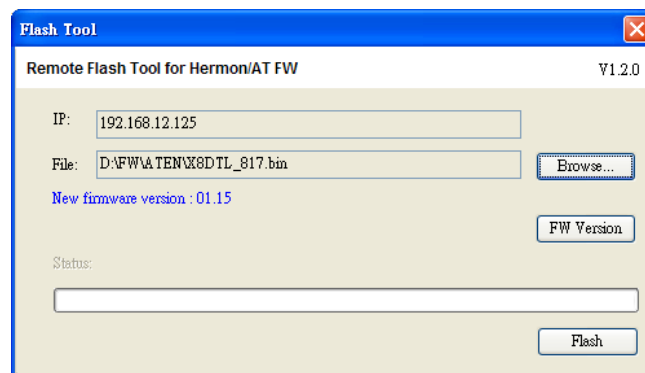 Flash Tool
Remote Flash Tool for Hermon/AT FW
V1.2.0
IP:
192.168.12.125
File:
D:\FW\ATEN\X8DTL_817.bin
Browse...
New firmware version : 01.15
FW Version
Status:
Flash